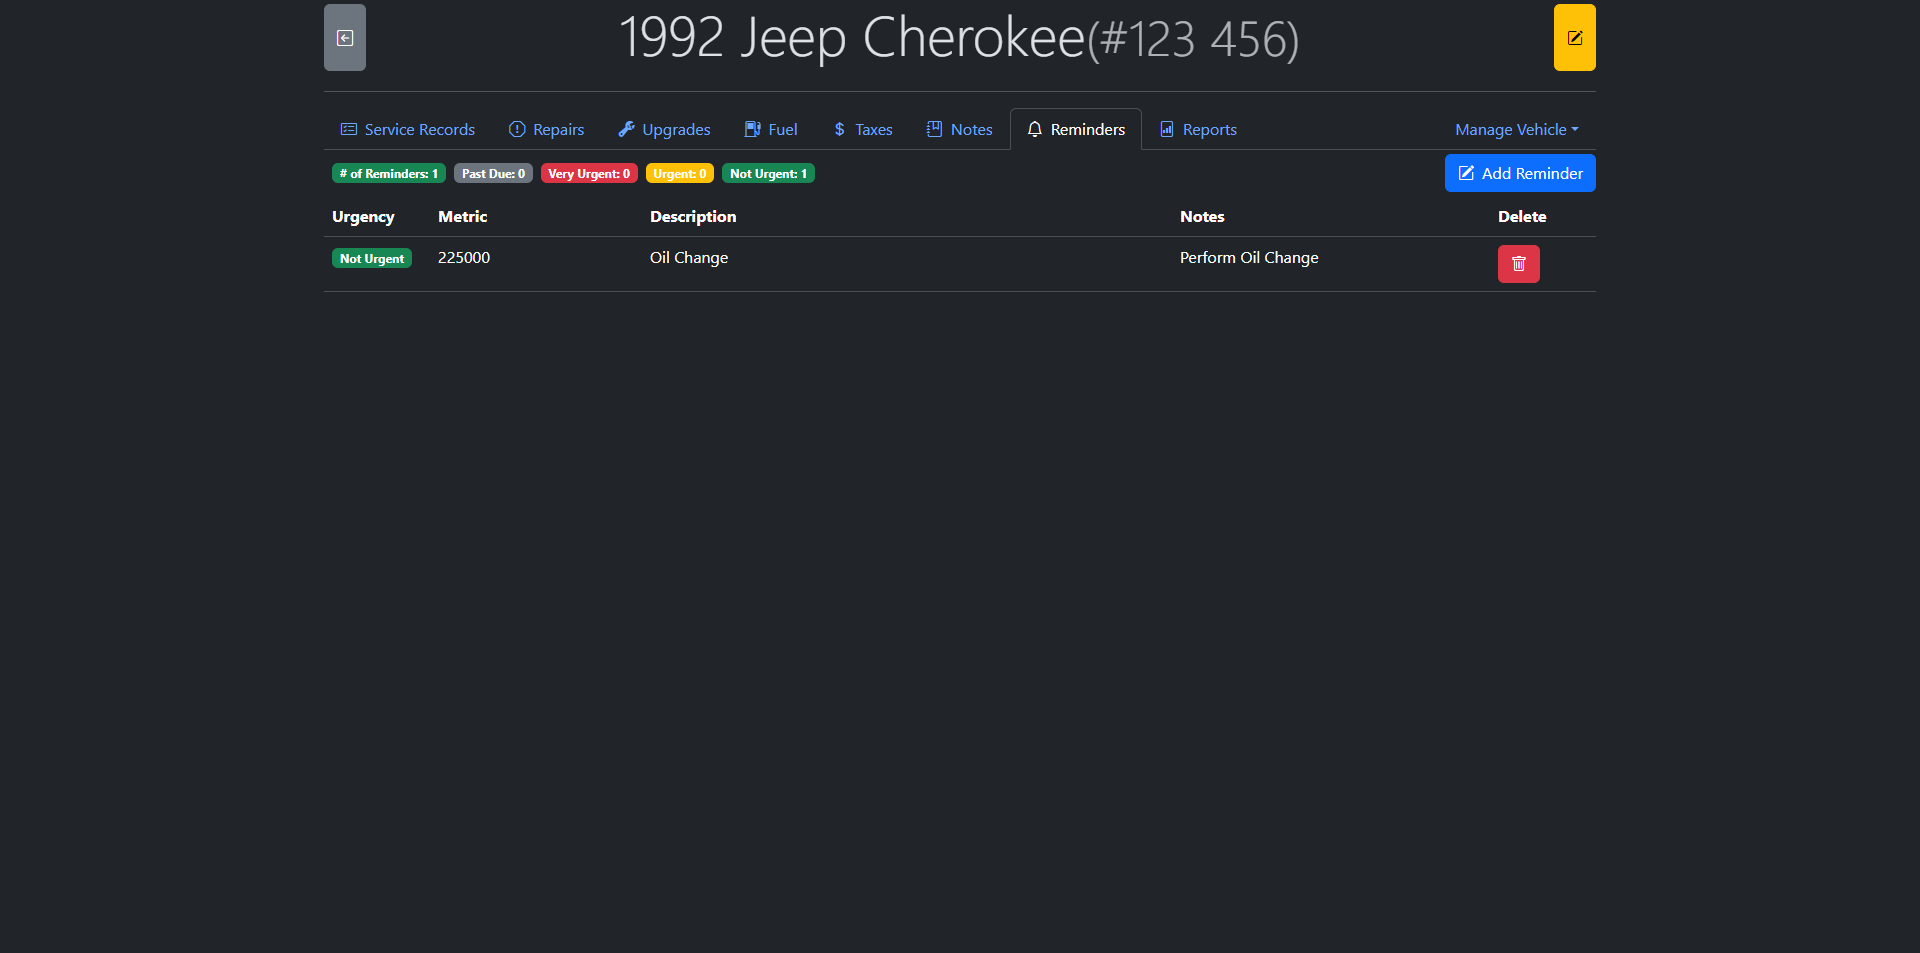 1992 Jeep Cherokee(#123 456)
Service Records Repairs Upgrades Fuel Taxes Notes Reminders Reports Manage Vehicle
# of Reminders: 1 Past Due: 0 Very Urgent: 0 Urgent: 0 Not Urgent: 1 Add Reminder
Urgency Metric Description Notes Delete
Not Urgent 225000 Oil Change Perform Oil Change